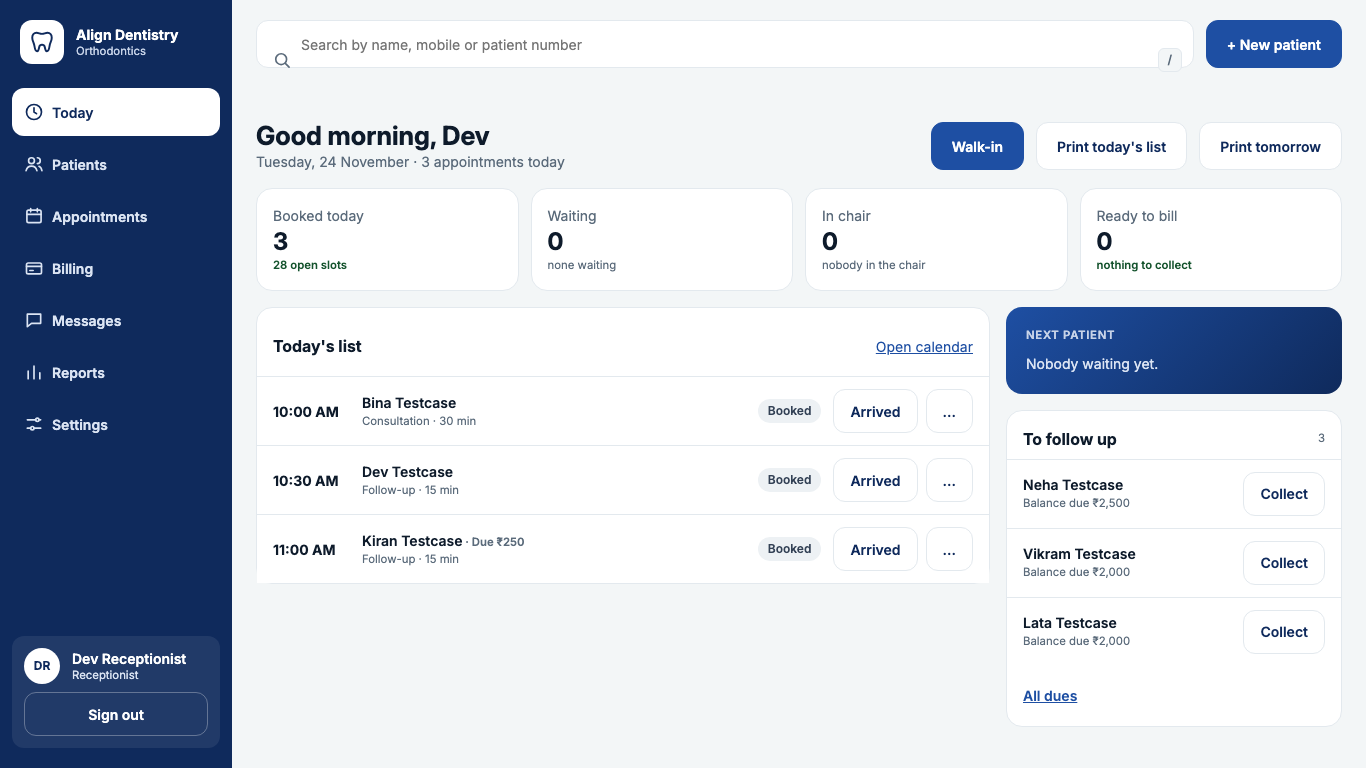 Align Dentistry
Orthodontics
Today
Patients
Appointments
Billing
Messages
Reports
Settings
DR
Dev Receptionist
Receptionist
Sign out
Search by name, mobile or patient number
/
+ New patient
Good morning, Dev
Tuesday, 24 November · 3 appointments today
Walk-in
Print today's list
Print tomorrow
Booked today
3
28 open slots
Waiting
0
none waiting
In chair
0
nobody in the chair
Ready to bill
0
nothing to collect
Today's list
Open calendar
10:00 AM
Bina Testcase
Consultation · 30 min
Booked
Arrived
...
10:30 AM
Dev Testcase
Follow-up · 15 min
Booked
Arrived
...
11:00 AM
Kiran Testcase · Due ₹250
Follow-up · 15 min
Booked
Arrived
...
NEXT PATIENT
Nobody waiting yet.
To follow up
3
Neha Testcase
Balance due ₹2,500
Collect
Vikram Testcase
Balance due ₹2,000
Collect
Lata Testcase
Balance due ₹2,000
Collect
All dues